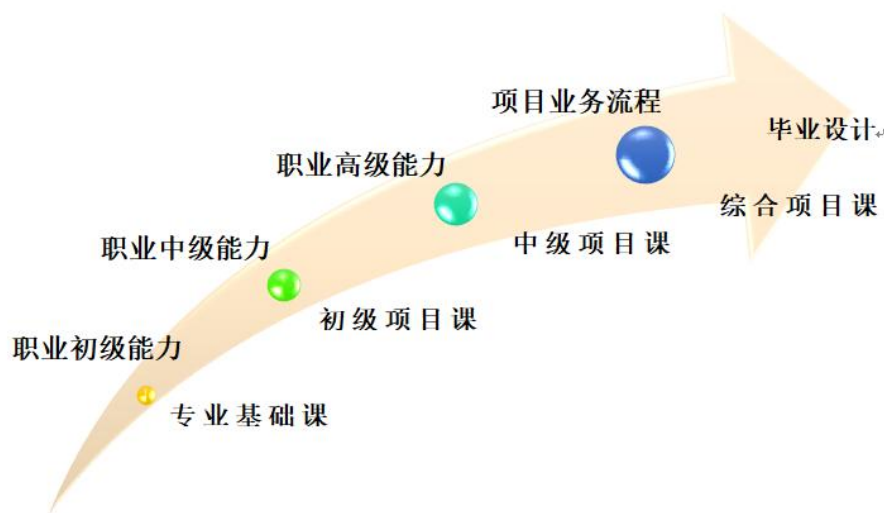 项目业务流程
毕业设计
职业高级能力
综合项目课
职业中级能力
中级项目课
初级项目课
职业初级能力
专业基础课